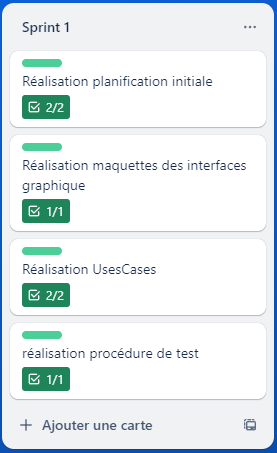 Sprint 1
Réalisation planification initiale
2/2
Réalisation maquettes des interfaces
graphique
1/1
Réalisation UsesCases
2/2
réalisation procédure de test
1/1
Ajouter une carte